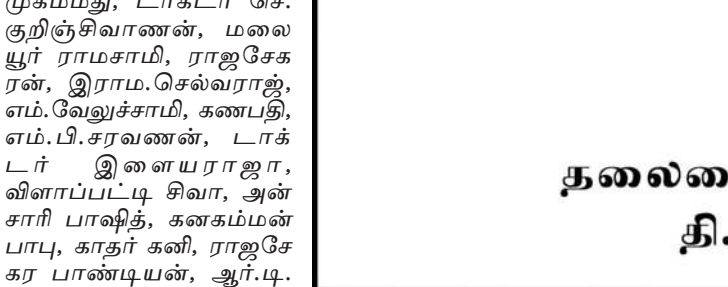 முகம்மது, டாக்டர் செ.
குறிஞ்சிவாணன், மலை
யூர் ராமசாமி, ராஜசேக
ரன், இராம.செல்வராஜ்,
எம்.வேலுச்சாமி, கணபதி,
எம்.பி.சரவணன், டாக்
டர் இளையராஜா,
விளாப்பட்டி சிவா, அன்
சாரி பாஷித், கனகம்மன்
பாபு, காதர் கனி, ராஜசே
கர பாண்டியன், ஆர்.டி.
தி.